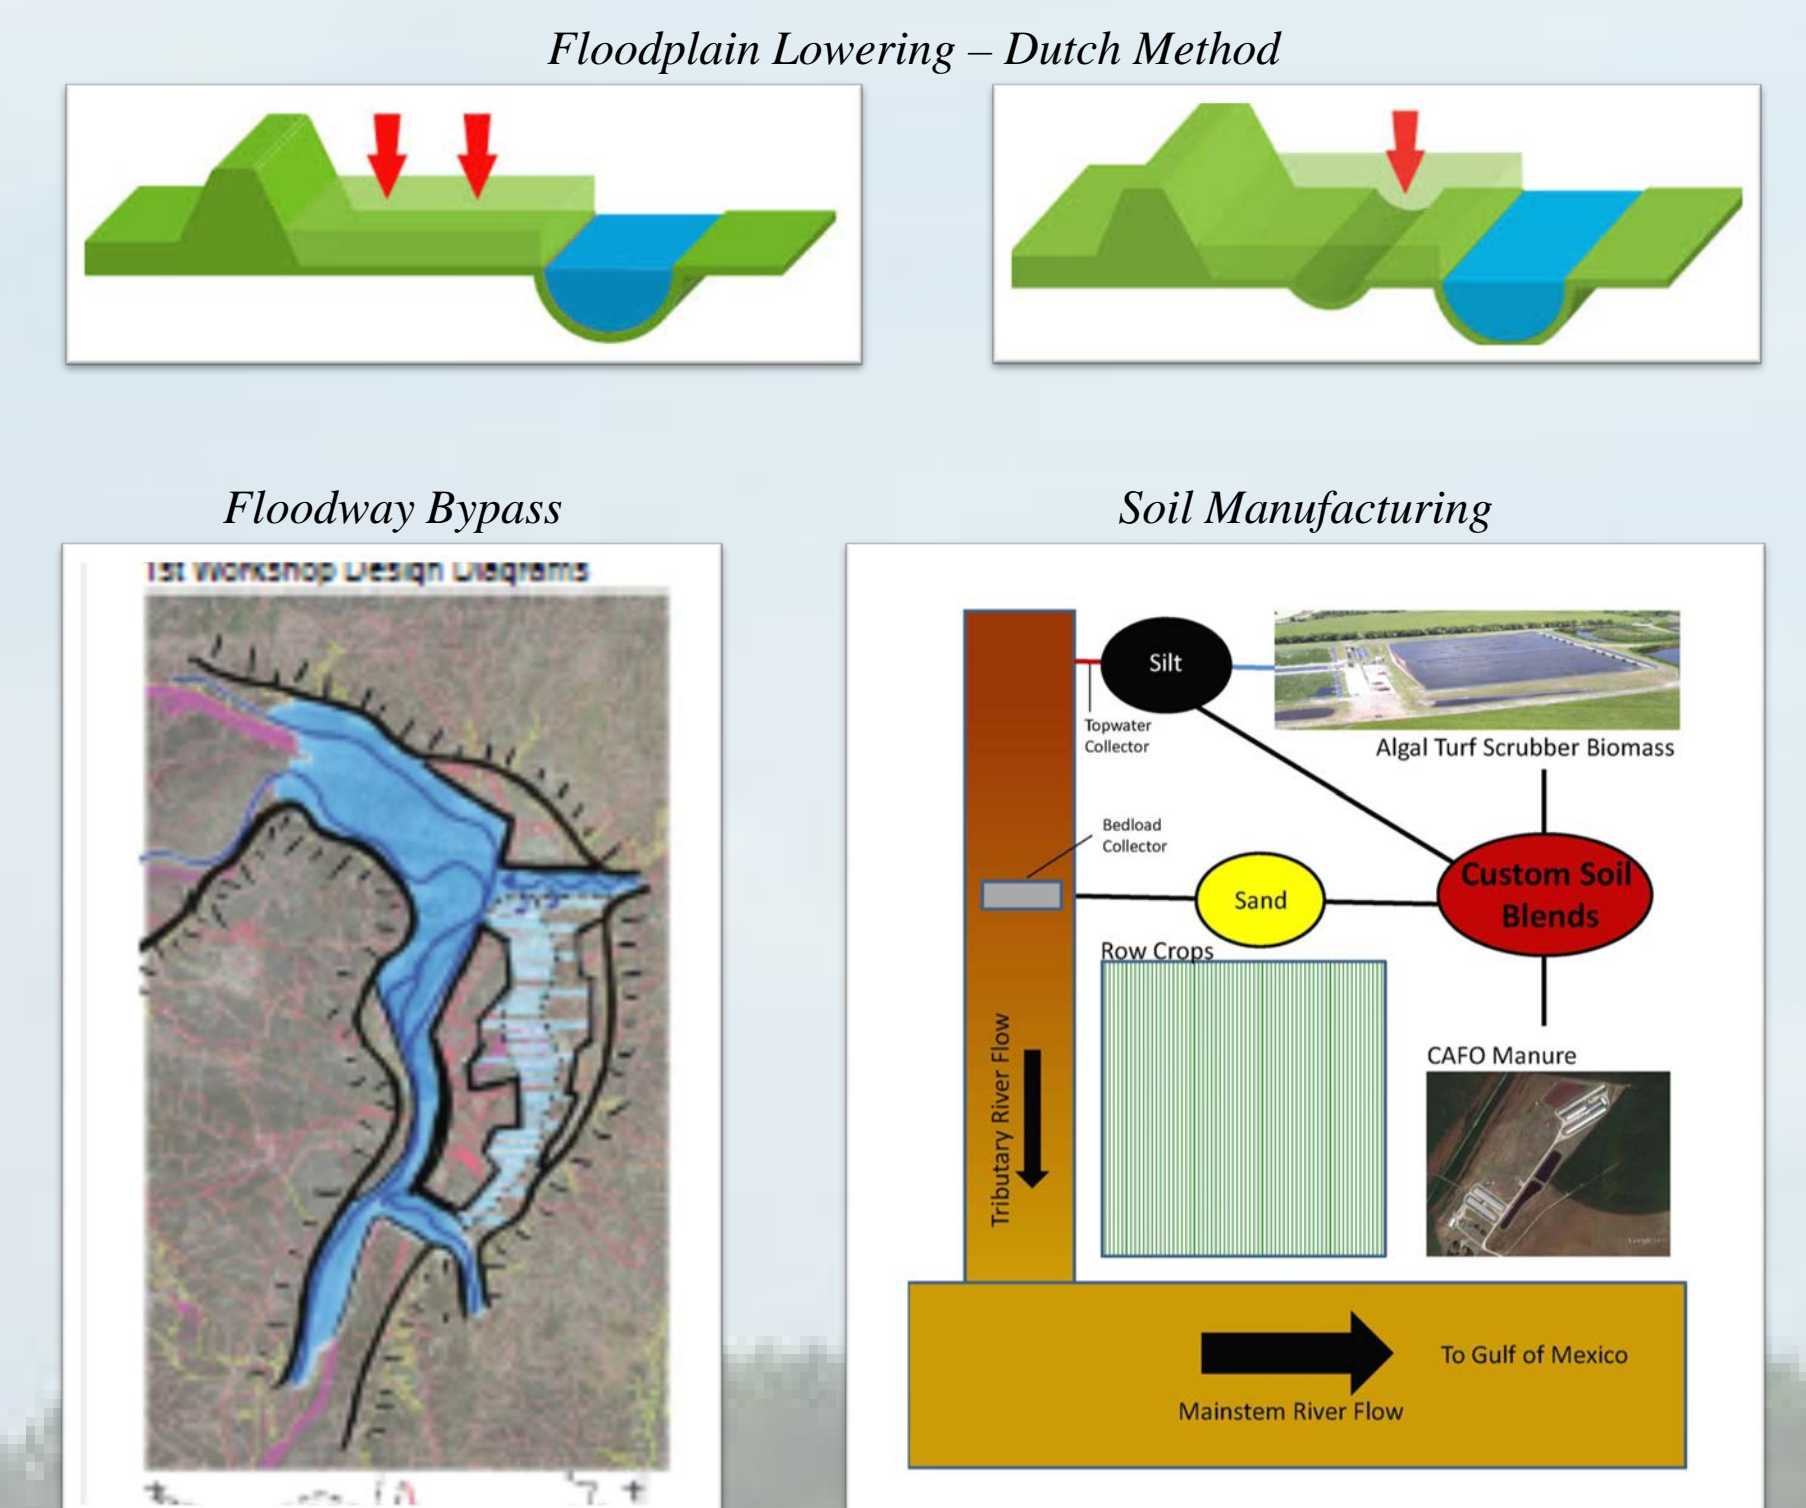 Floodplain Lowering – Dutch Method
Floodway Bypass
1st Workshop Design Diagrams
Soil Manufacturing
Silt
Topwater
Collector
Algal Turf Scrubber Biomass
Bedload
Collector
Sand
Custom Soil
Blends
Row Crops
Tributary River Flow
CAFO Manure
Google
To Gulf of Mexico
Mainstem River Flow